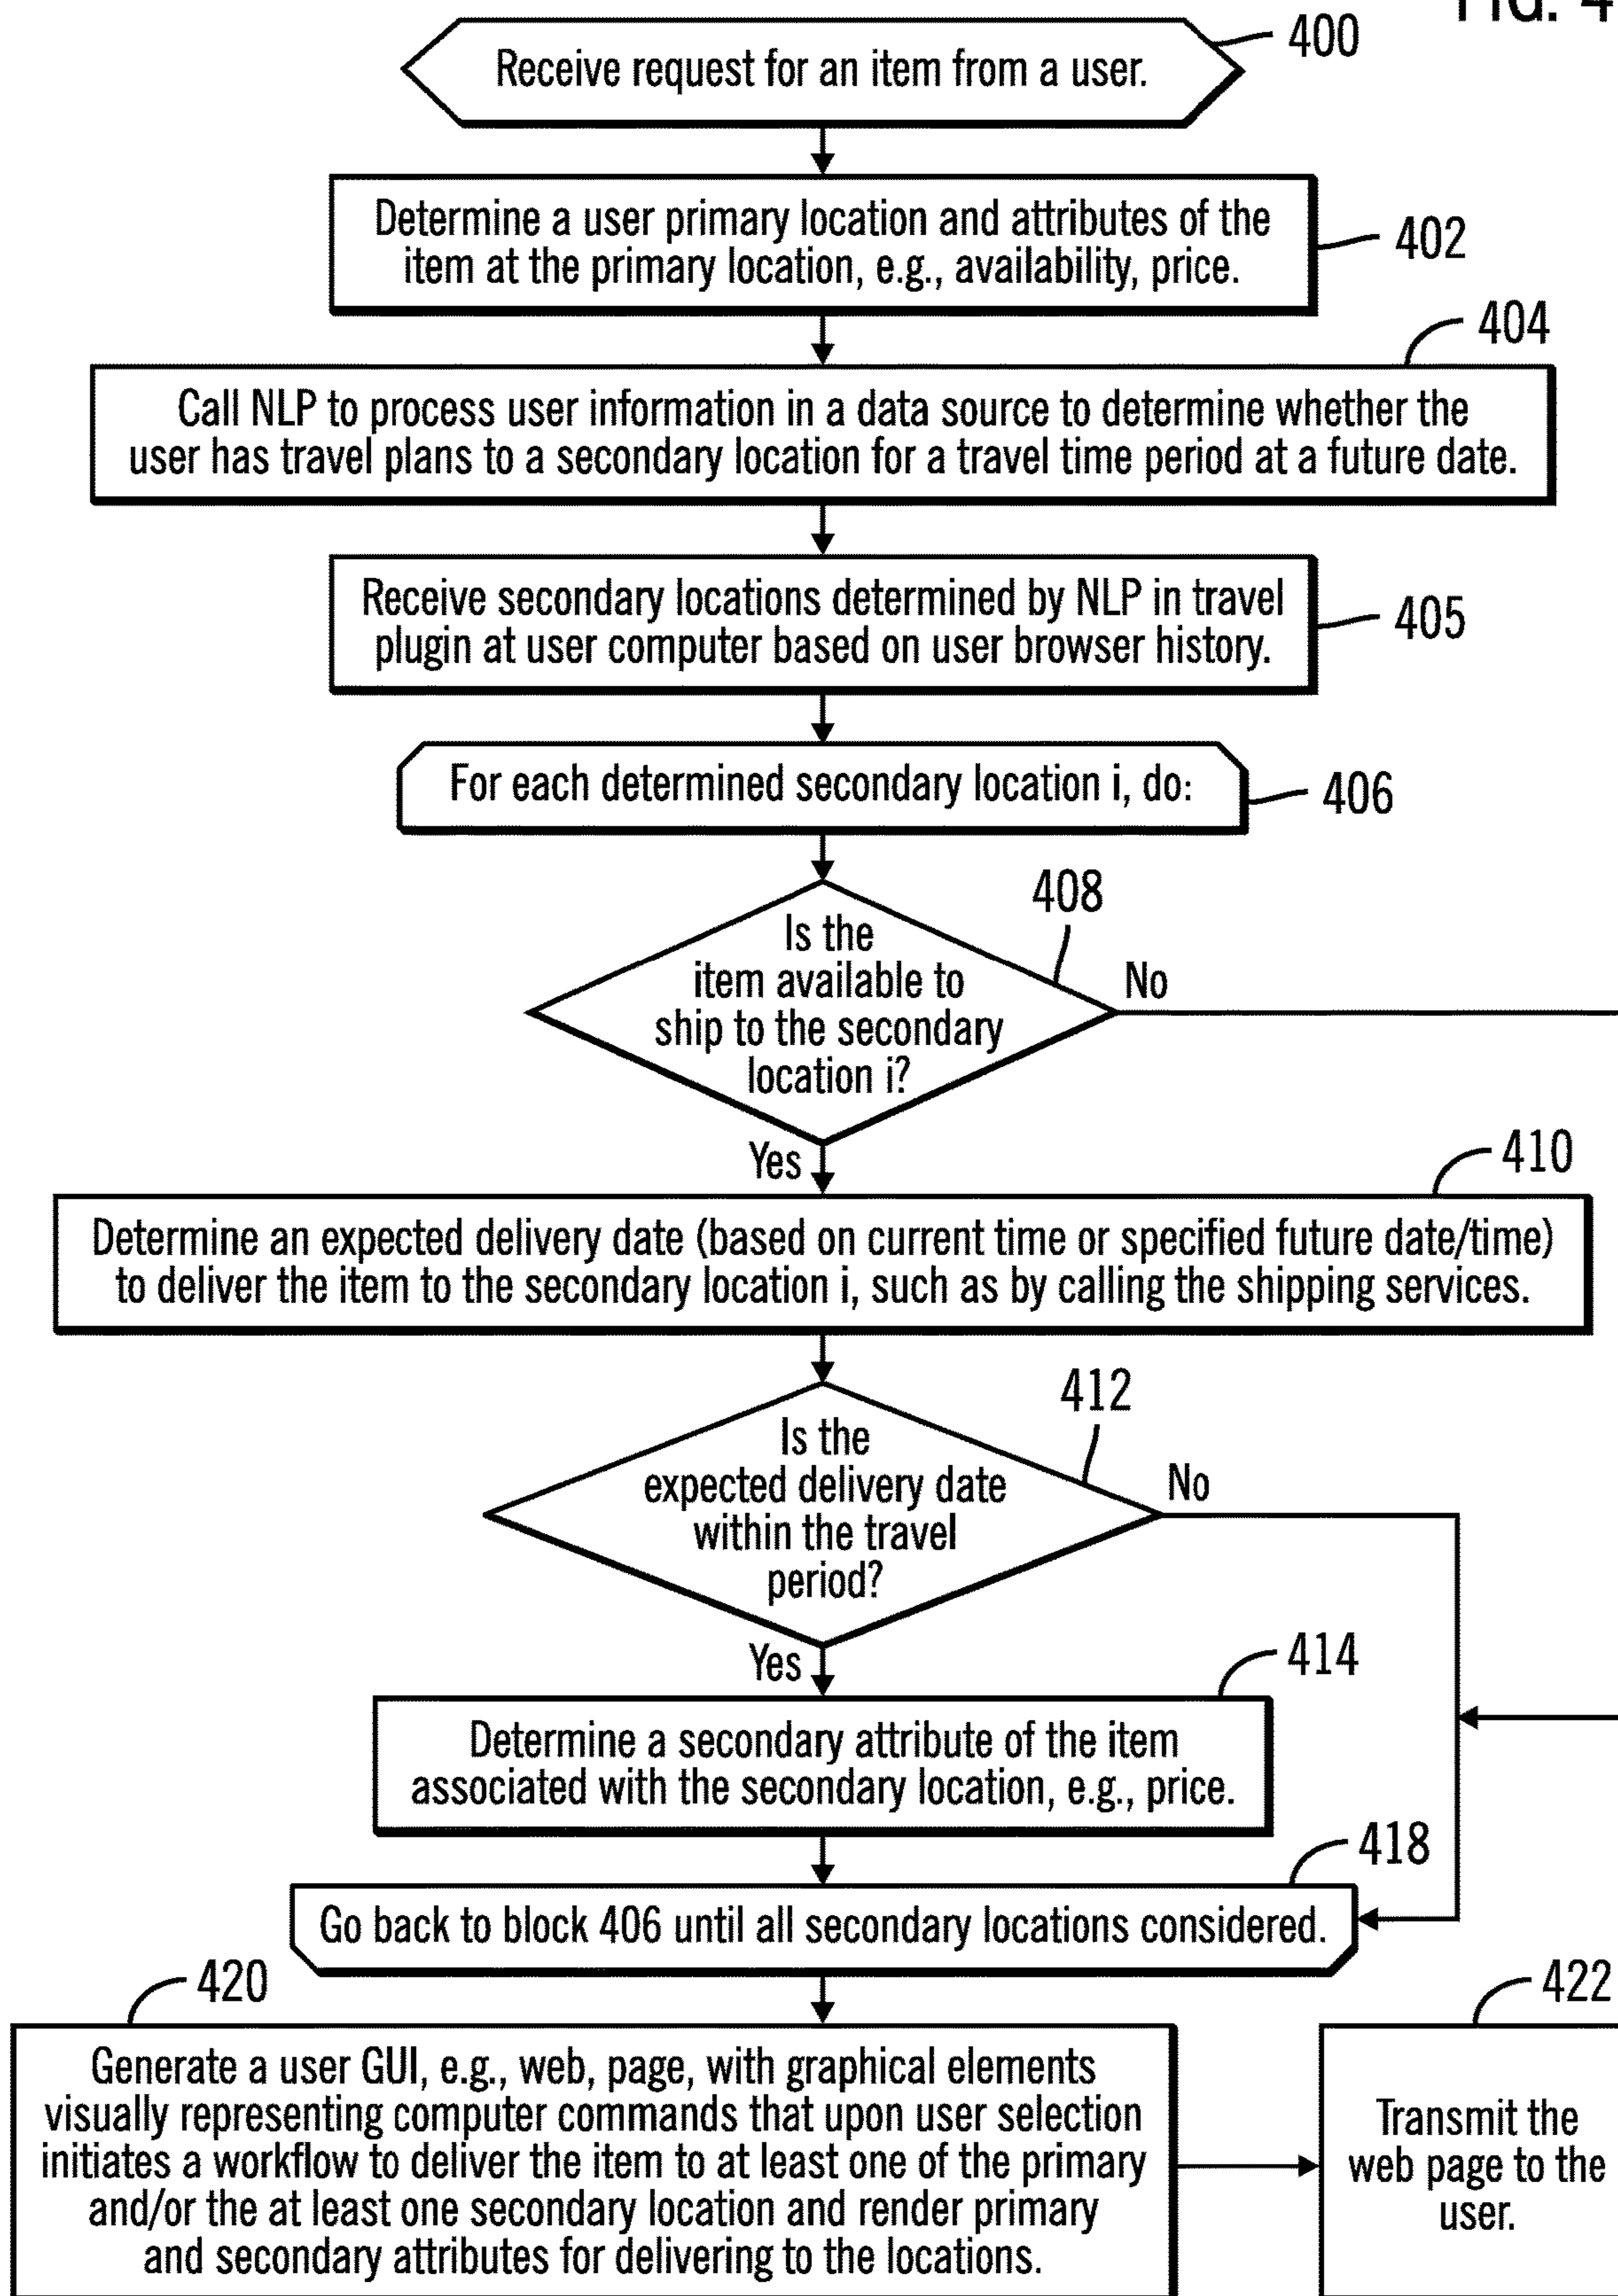 FIG. 4
400
Receive request for an item from a user.
Determine a user primary location and attributes of the
item at the primary location, e.g., availability, price.
402
404
Call NLP to process user information in a data source to determine whether the
user has travel plans to a secondary location for a travel time period at a future date.
Receive secondary locations determined by NLP in travel
plugin at user computer based on user browser history.
405
For each determined secondary location i, do:
406
408
Is the
item available to
ship to the secondary
location i?
No
Yes
410
Determine an expected delivery date (based on current time or specified future date/time)
to deliver the item to the secondary location i, such as by calling the shipping services.
412
Is the
expected delivery date
within the travel
period?
No
Yes
414
Determine a secondary attribute of the item
associated with the secondary location, e.g., price.
418
Go back to block 406 until all secondary locations considered.
420
Generate a user GUI, e.g., web, page, with graphical elements
visually representing computer commands that upon user selection
initiates a workflow to deliver the item to at least one of the primary
and/or the at least one secondary location and render primary
and secondary attributes for delivering to the locations.
422
Transmit the
web page to the
user.